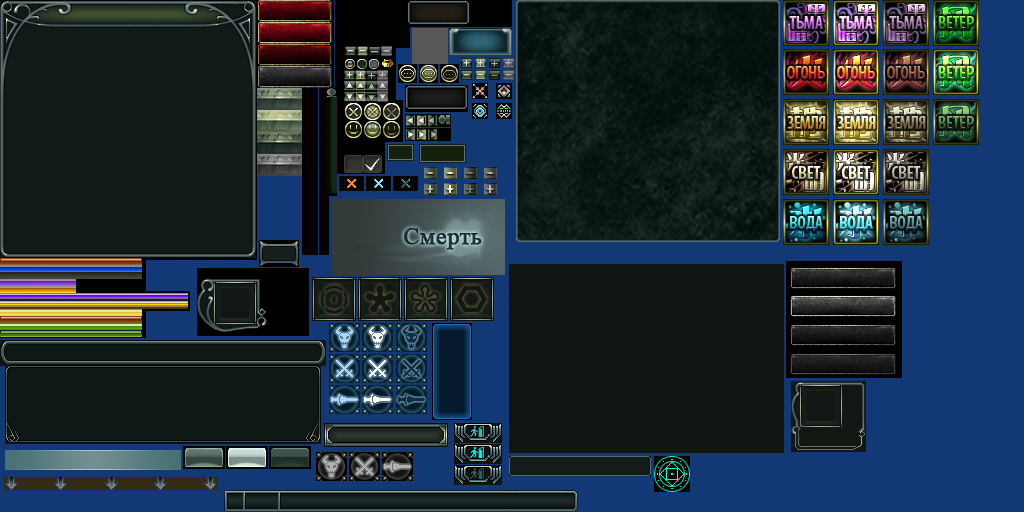 ТЬМА ТЬМА ТЬМА ВЕТЕР
ОГОНЬ ОГОНЬ ОГОНЬ ВЕТЕР
ЗЕМЛЯ ЗЕМЛЯ ЗЕМЛЯ ВЕТЕР
СВЕТ СВЕТ СВЕТ
ВОДА ВОДА ВОДА
Смерть